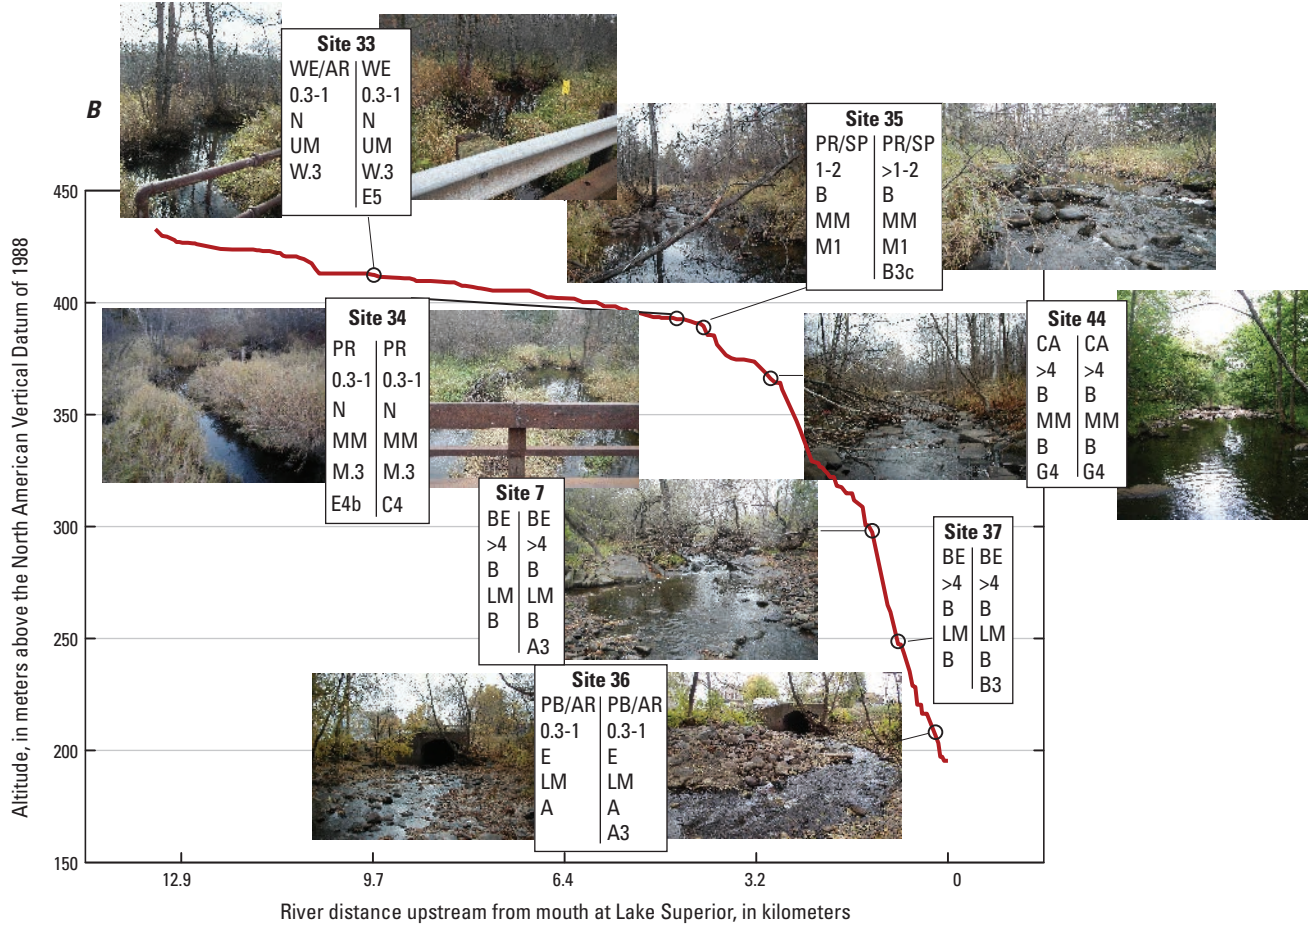 B
Site 33
WE/AR WE
0.3-1 0.3-1
N N
UM UM
W.3 W.3
E5
Site 35
PR/SP PR/SP
1-2 >1-2
B B
MM MM
M1 M1
B3c
Site 34
PR PR
0.3-1 0.3-1
N N
MM MM
M.3 M.3
E4b C4
Site 44
CA CA
>4 >4
B B
MM MM
B B
G4 G4
Site 7
BE BE
>4 >4
B B
LM LM
B B
A3
Site 37
BE BE
>4 >4
B B
LM LM
B B
B3
Site 36
PB/AR PB/AR
0.3-1 0.3-1
E E
LM LM
A A
A3
Altitude, in meters above the North American Vertical Datum of 1988
450
400
350
300
250
200
150
12.9 9.7 6.4 3.2 0
River distance upstream from mouth at Lake Superior, in kilometers